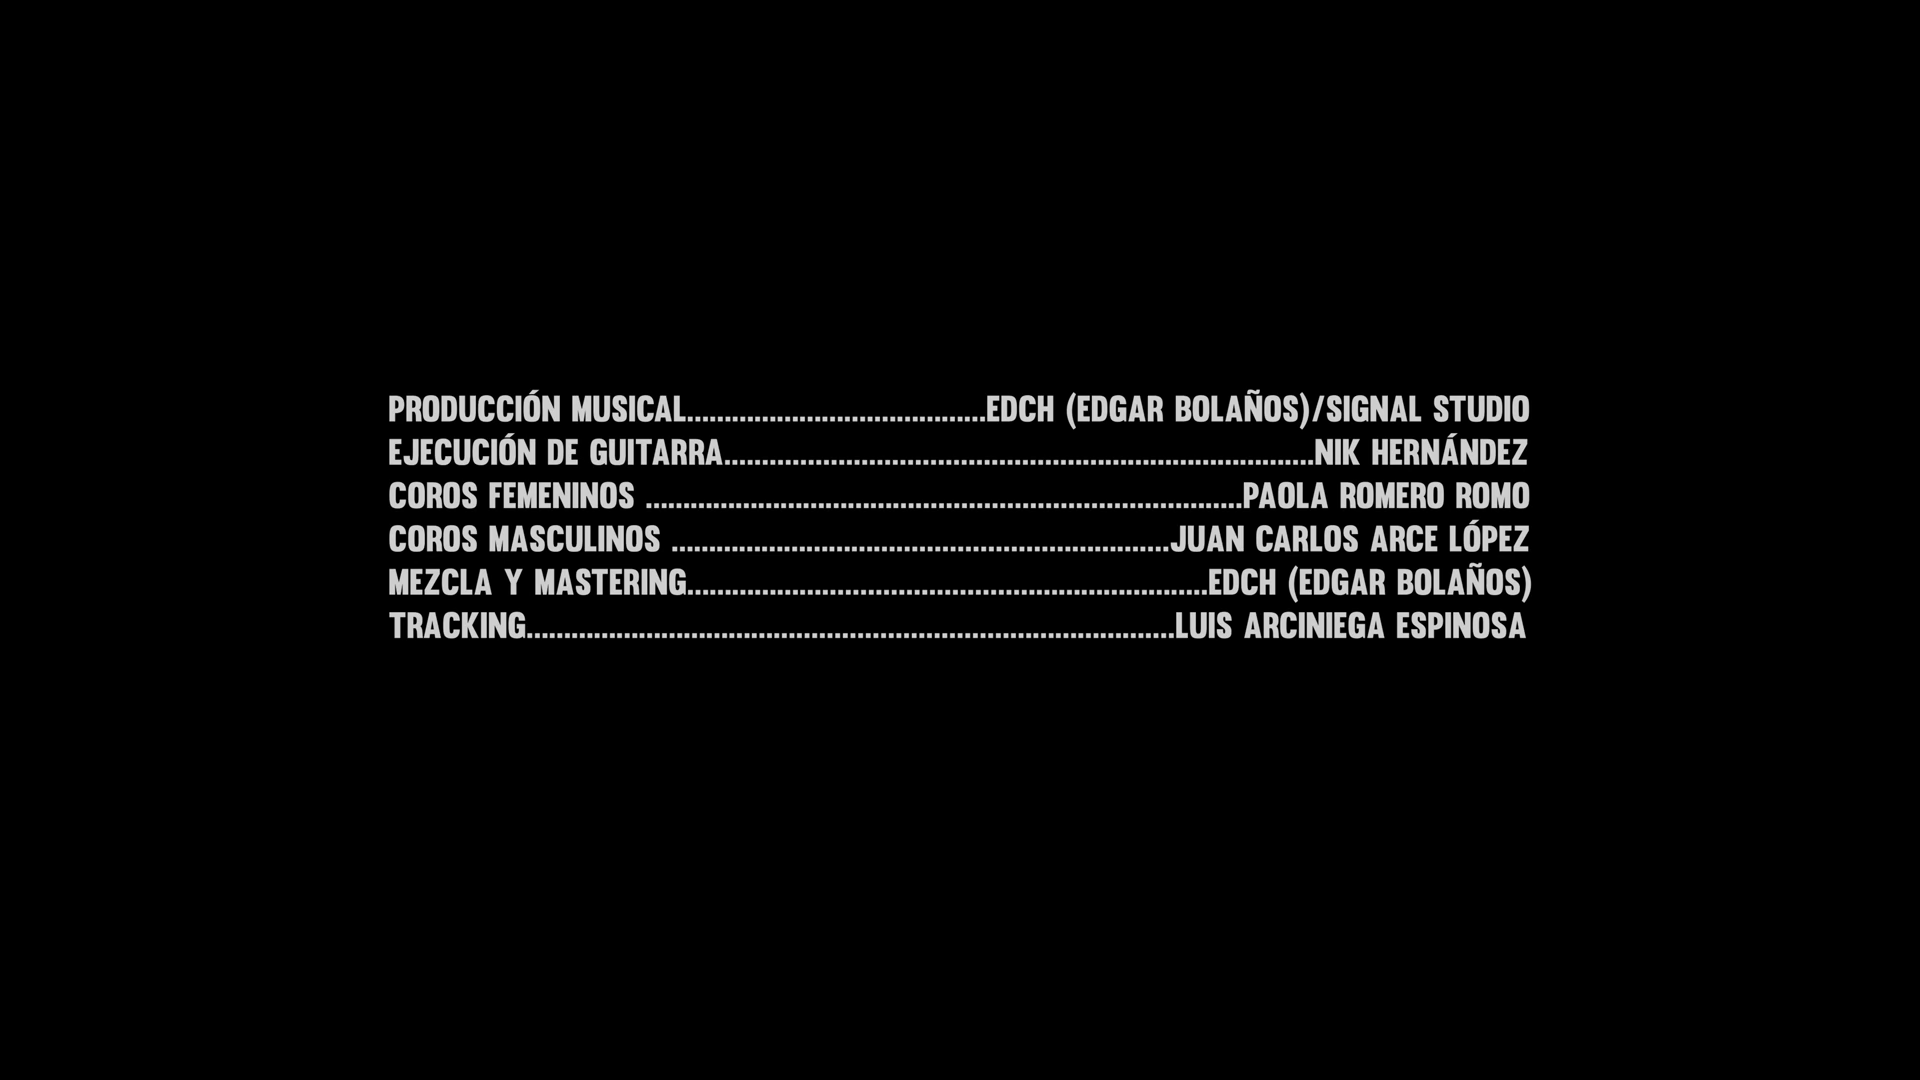 PRODUCCIÓN MUSICAL........................................EDCH (EDGAR BOLAÑOS)/SIGNAL STUDIO
EJECUCIÓN DE GUITARRA...............................................................................NIK HERNÁNDEZ
COROS FEMENINOS ................................................................................PAOLA ROMERO ROMO
COROS MASCULINOS ...................................................................JUAN CARLOS ARCE LÓPEZ
MEZCLA Y MASTERING......................................................................EDCH (EDGAR BOLAÑOS)
TRACKING.......................................................................................LUIS ARCINIEGA ESPINOSA